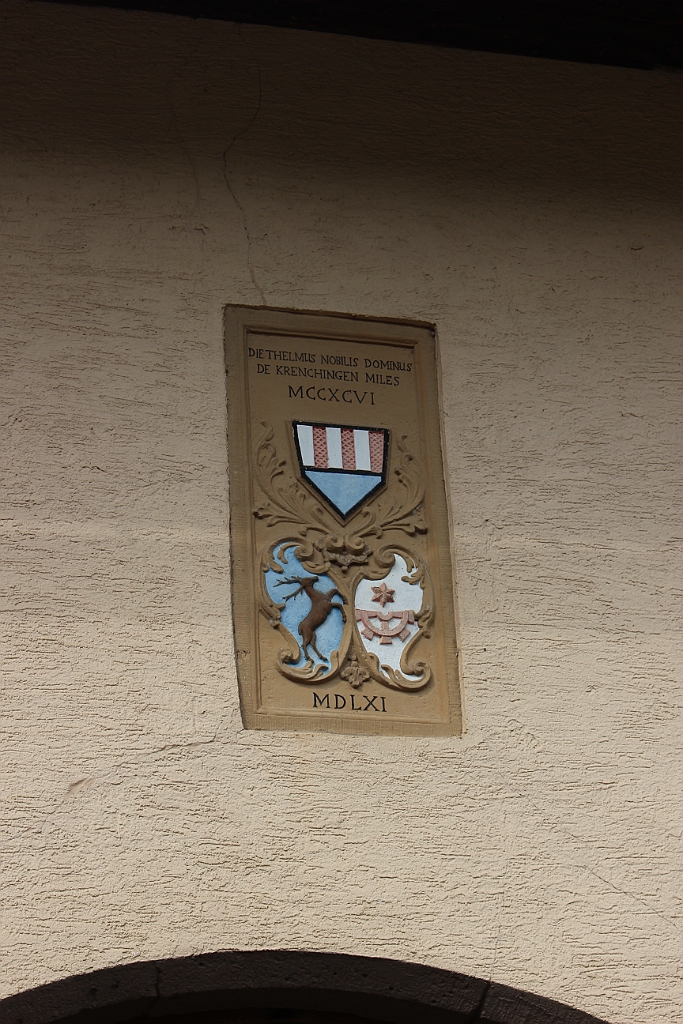 DIETHELMUS NOBILIS DOMINUS
DE KRENCHINGEN MILES
MCCXCVI
MDLXI